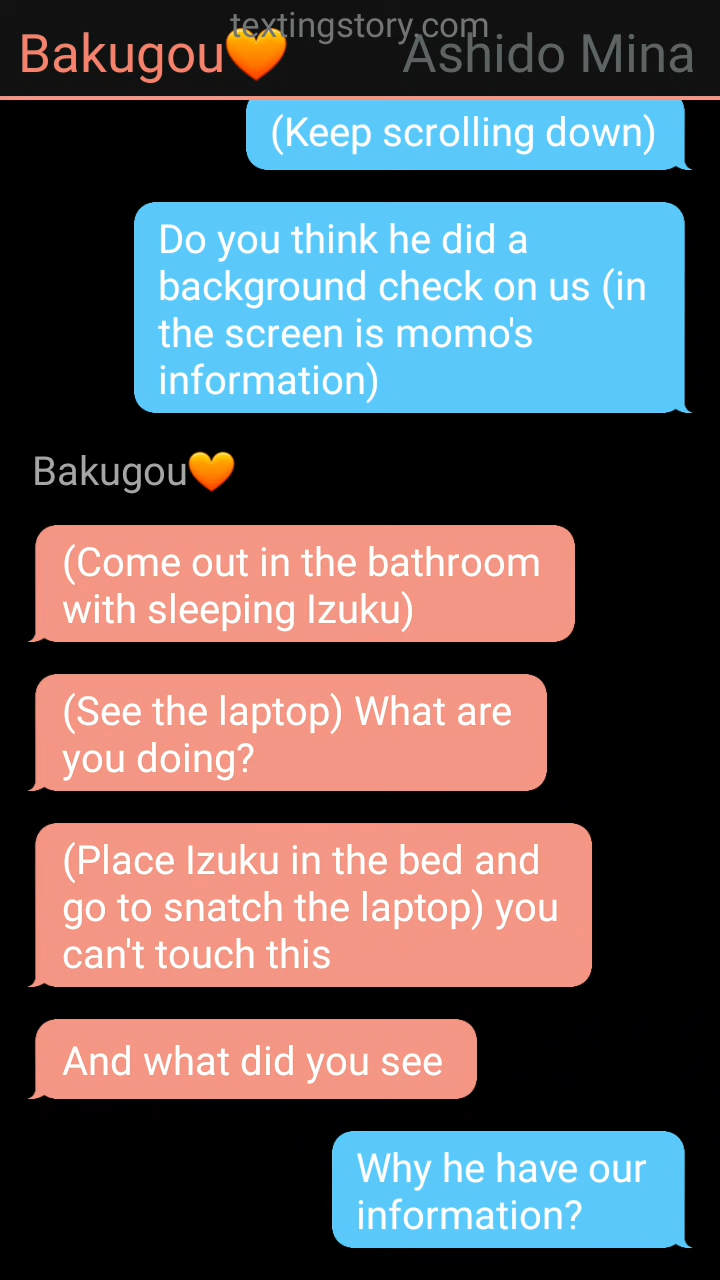 textingstory.com
Bakugou🧡 Ashido Mina
(Keep scrolling down)
Do you think he did a
background check on us (in
the screen is momo's
information)
Bakugou🧡
(Come out in the bathroom
with sleeping Izuku)
(See the laptop) What are
you doing?
(Place Izuku in the bed and
go to snatch the laptop) you
can't touch this
And what did you see
Why he have our
information?